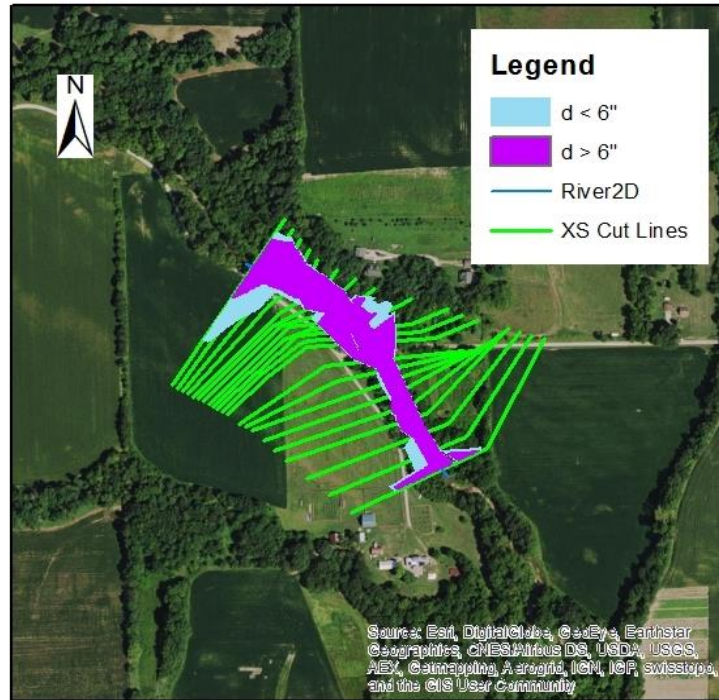 Legend
N
d < 6"
d > 6"
River2D
XS Cut Lines
Source: Esri, DigitalGlobe, GeoEye, Earthstar
Geographics, CNES/Airbus DS, USDA, USGS,
AEX, Getmapping, Aerogrid, IGN, IGP, swisstopo,
and the GIS User Community